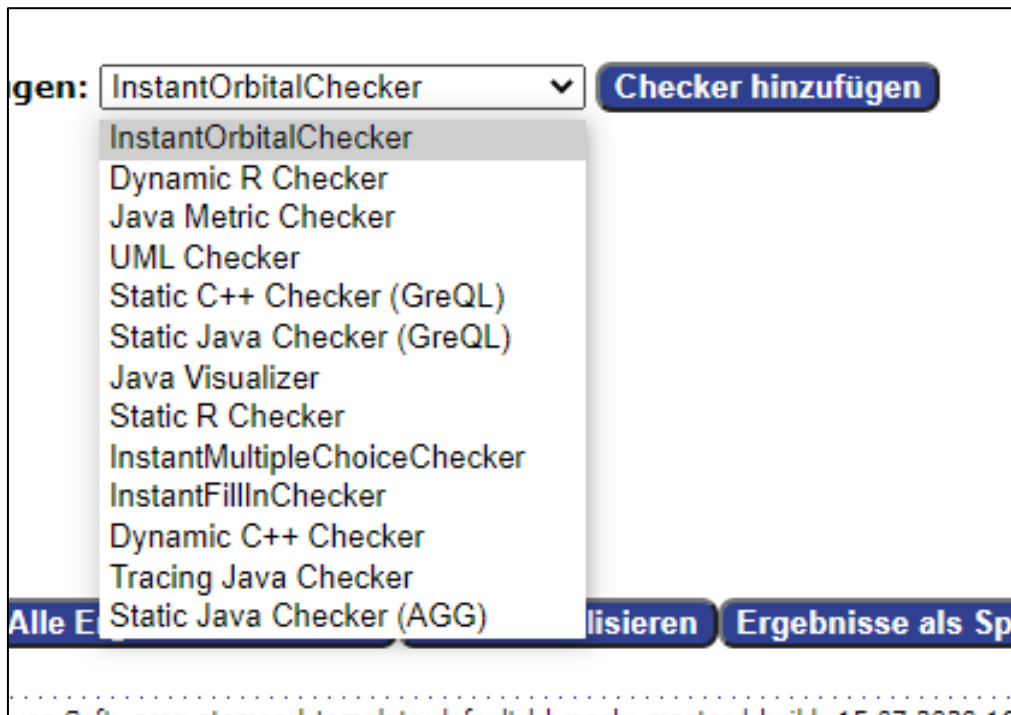 gen: InstantOrbitalChecker Checker hinzufügen
InstantOrbitalChecker
Dynamic R Checker
Java Metric Checker
UML Checker
Static C++ Checker (GreQL)
Static Java Checker (GreQL)
Java Visualizer
Static R Checker
InstantMultipleChoiceChecker
InstantFillInChecker
Dynamic C++ Checker
Tracing Java Checker
Static Java Checker (AGG)
Alle E lisieren Ergebnisse als Sp